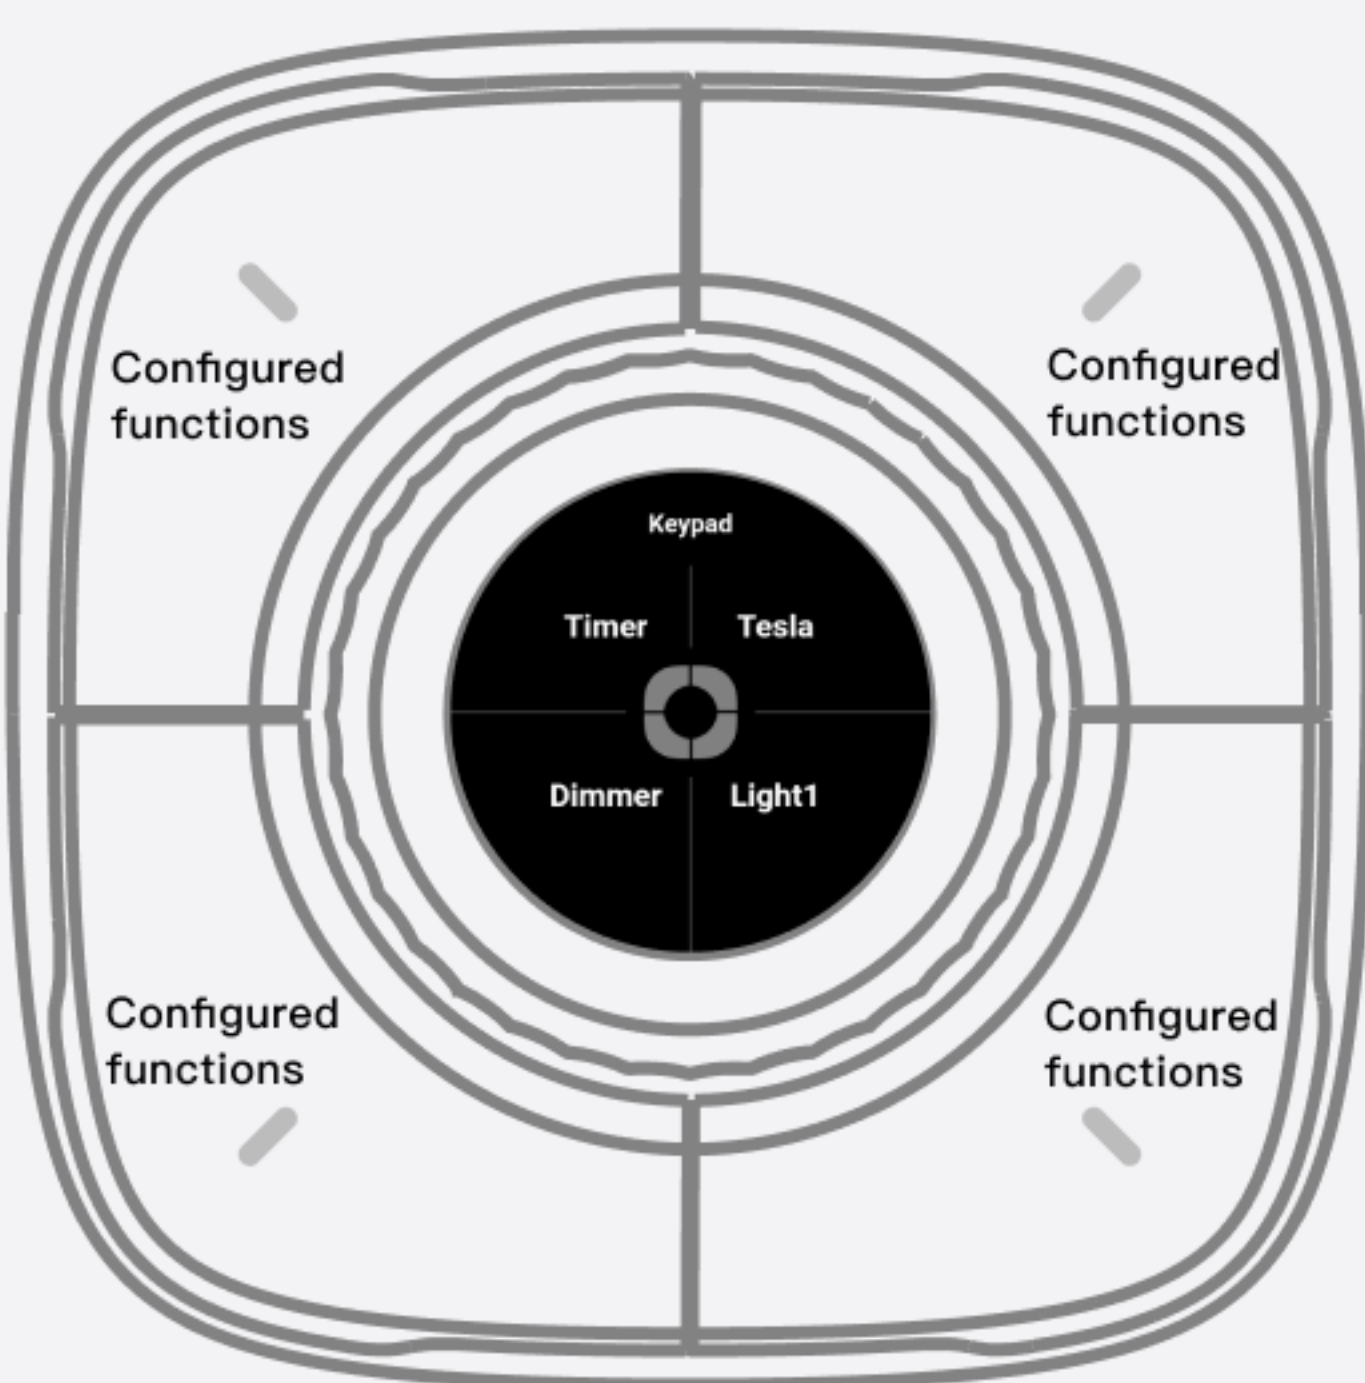 Configured
functions
Configured
functions
Keypad
Timer
Tesla
Dimmer
Light1
Configured
functions
Configured
functions